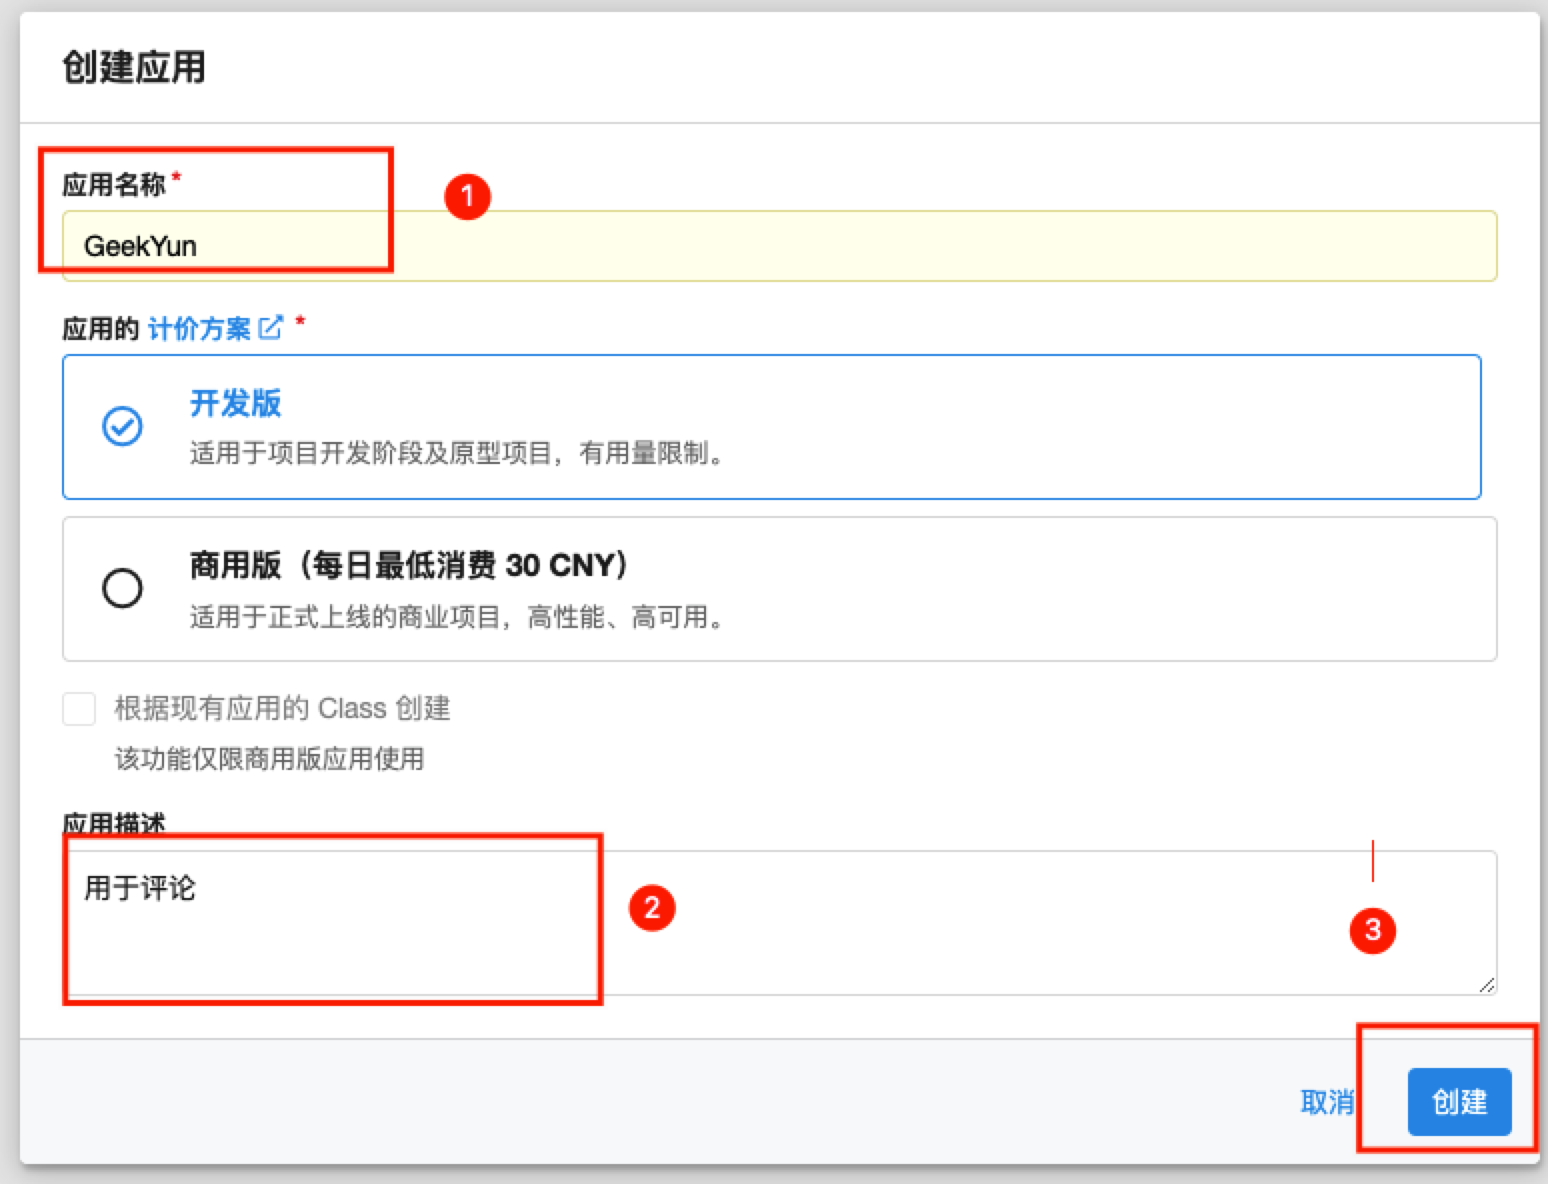 创建应用
应用名称*
1
GeekYun
应用的 计价方案 *
开发版
适用于项目开发阶段及原型项目，有用量限制。
商用版（每日最低消费 30 CNY）
适用于正式上线的商业项目，高性能、高可用。
根据现有应用的 Class 创建
该功能仅限商用版应用使用
应用描述
用于评论
2
3
取消
创建